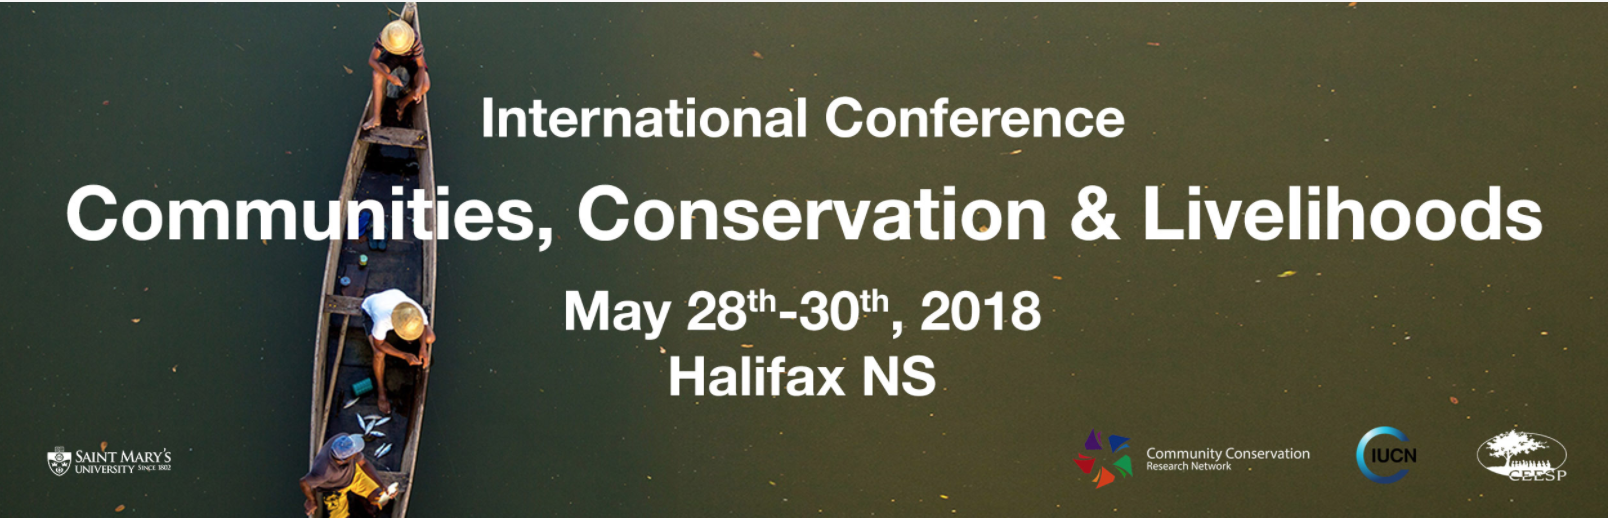 International Conference
Communities, Conservation & Livelihoods
May 28th-30th, 2018
Halifax NS
SAINT MARY'S
UNIVERSITY SINCE 1802
Community Conservation
Research Network
IUCN
CEESP